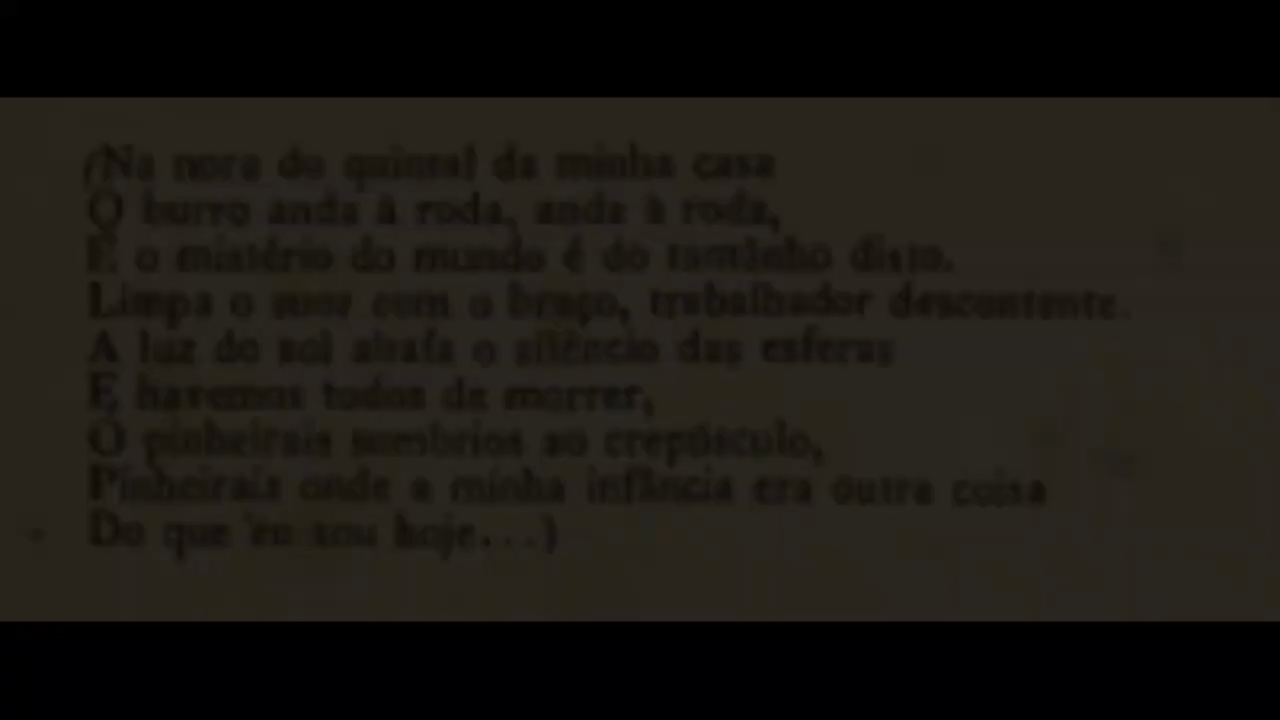 (Na nora do quintal da minha casa
O burro anda à roda, anda à roda,
E o mistério do mundo é do tamanho disto.
Limpa o suor com o braço, trabalhador descontente.
A luz do sol abafa o silêncio das esferas
E havemos todos de morrer,
Ó pinheirais sombrios ao crepúsculo,
Pinheirais onde a minha infância era outra coisa
Do que eu sou hoje...)